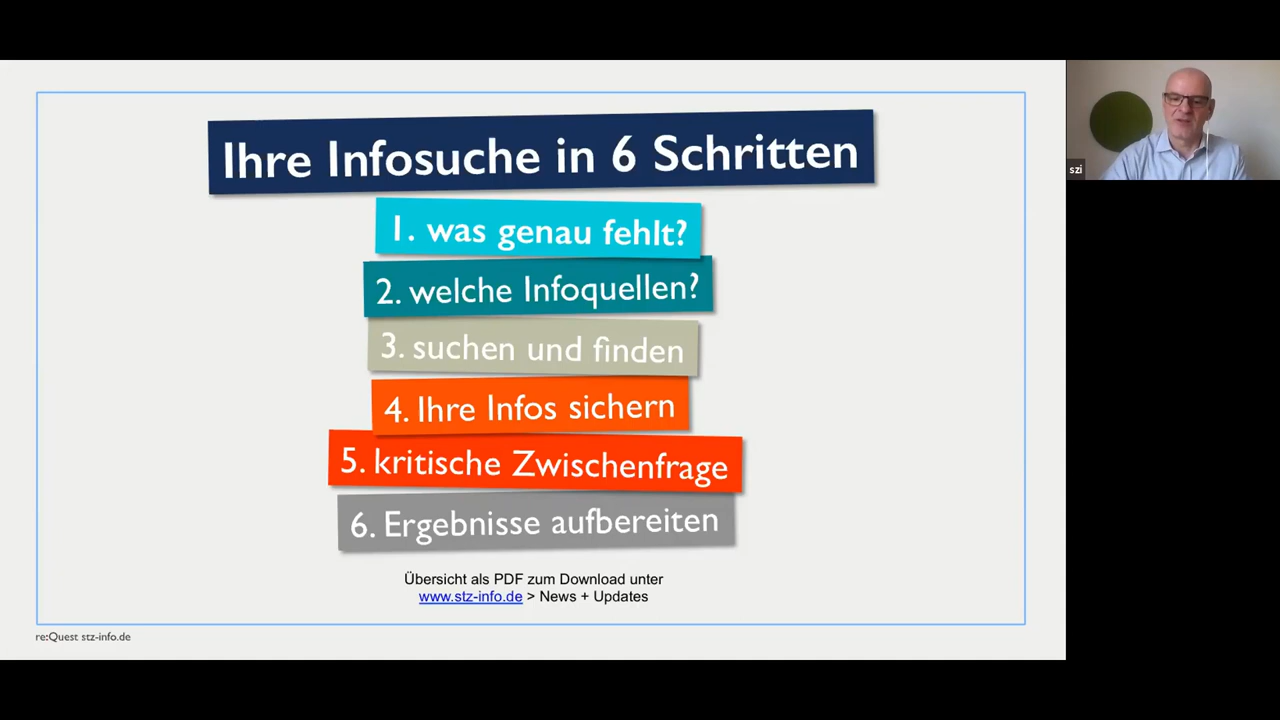 Ihre Infosuche in 6 Schritten
1. was genau fehlt?
2. welche Infoquellen?
3. suchen und finden
4. Ihre Infos sichern
5. kritische Zwischenfrage
6. Ergebnisse aufbereiten
Übersicht als PDF zum Download unter
www.stz-info.de > News + Updates
re:Quest stz-info.de
szi